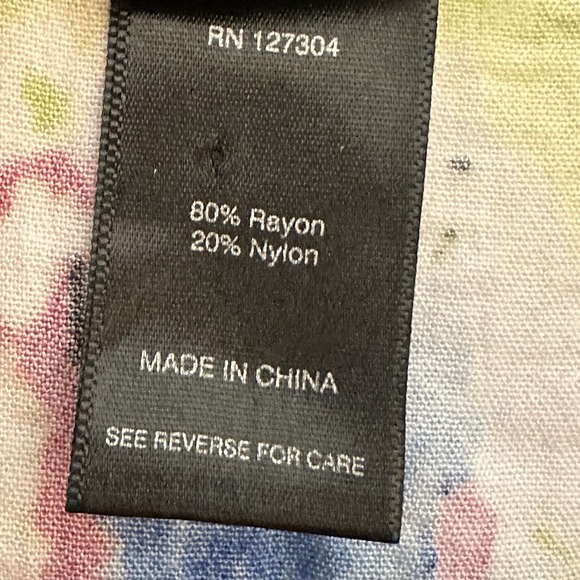 RN 127304
80% Rayon
20% Nylon
MADE IN CHINA
SEE REVERSE FOR CARE